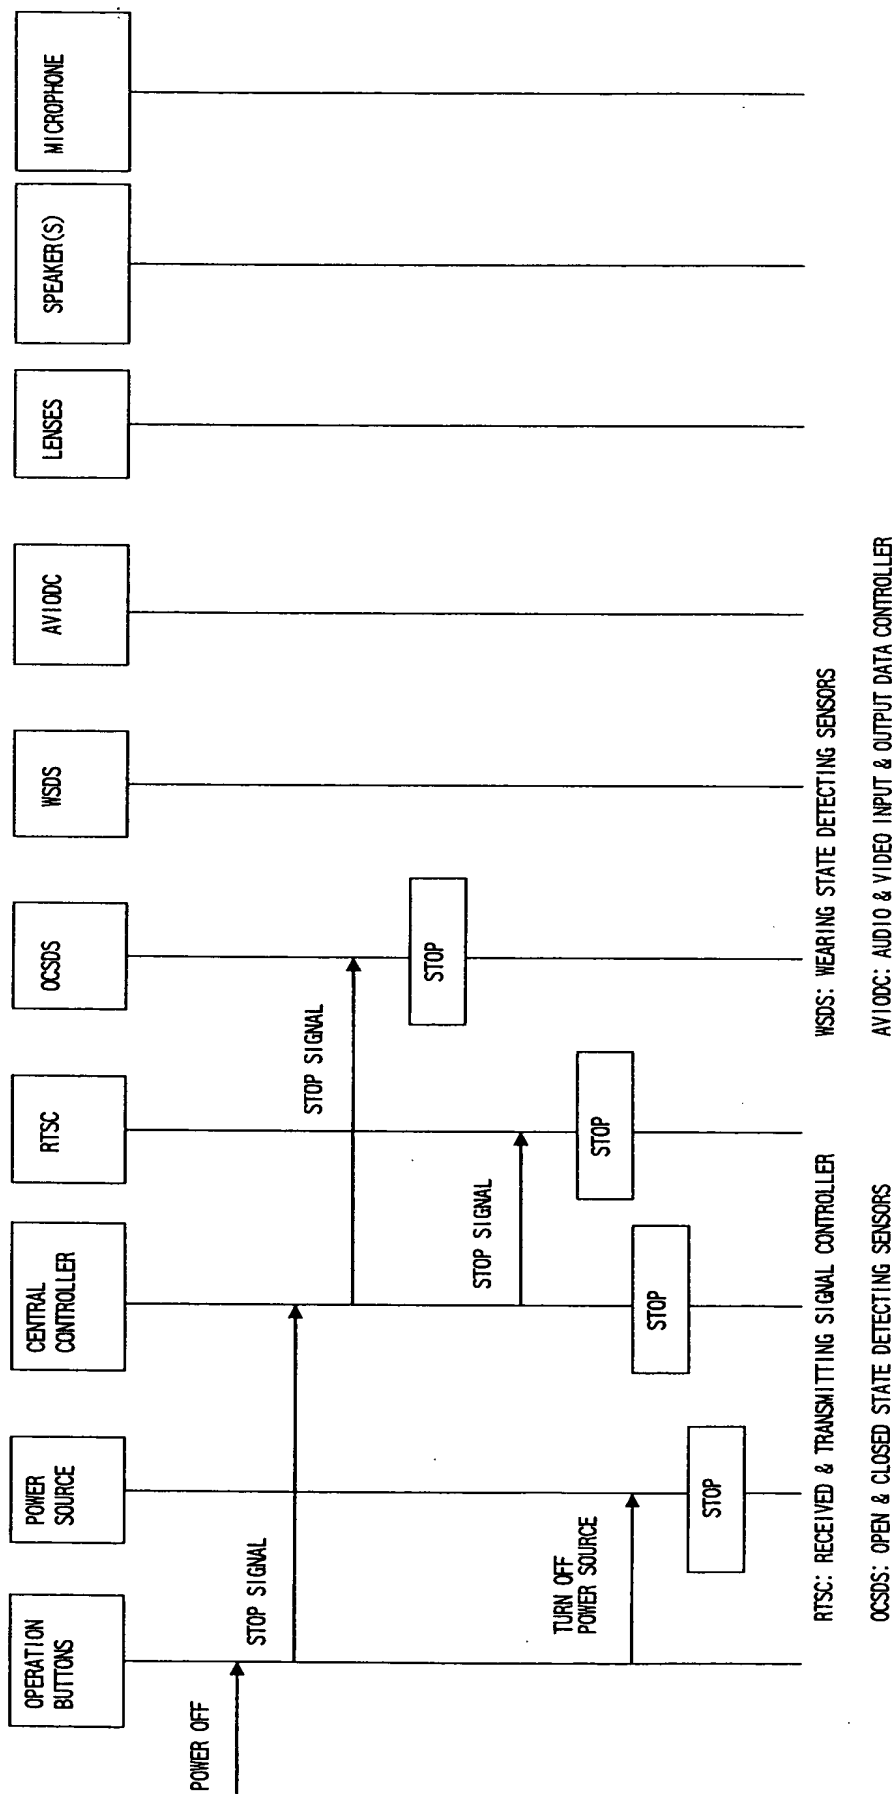 OPERATION
BUTTONS
POWER
SOURCE
CENTRAL
CONTROLLER
RTSC
OCSDS
WSDS
AVIODC
LENSES
SPEAKER(S)
MICROPHONE
POWER OFF
STOP SIGNAL
STOP SIGNAL
STOP
STOP SIGNAL
STOP
TURN OFF
POWER SOURCE
STOP
STOP
RTSC: RECEIVED & TRANSMITTING SIGNAL CONTROLLER
WSDS: WEARING STATE DETECTING SENSORS
OCSDS: OPEN & CLOSED STATE DETECTING SENSORS
AVIODC: AUDIO & VIDEO INPUT & OUTPUT DATA CONTROLLER